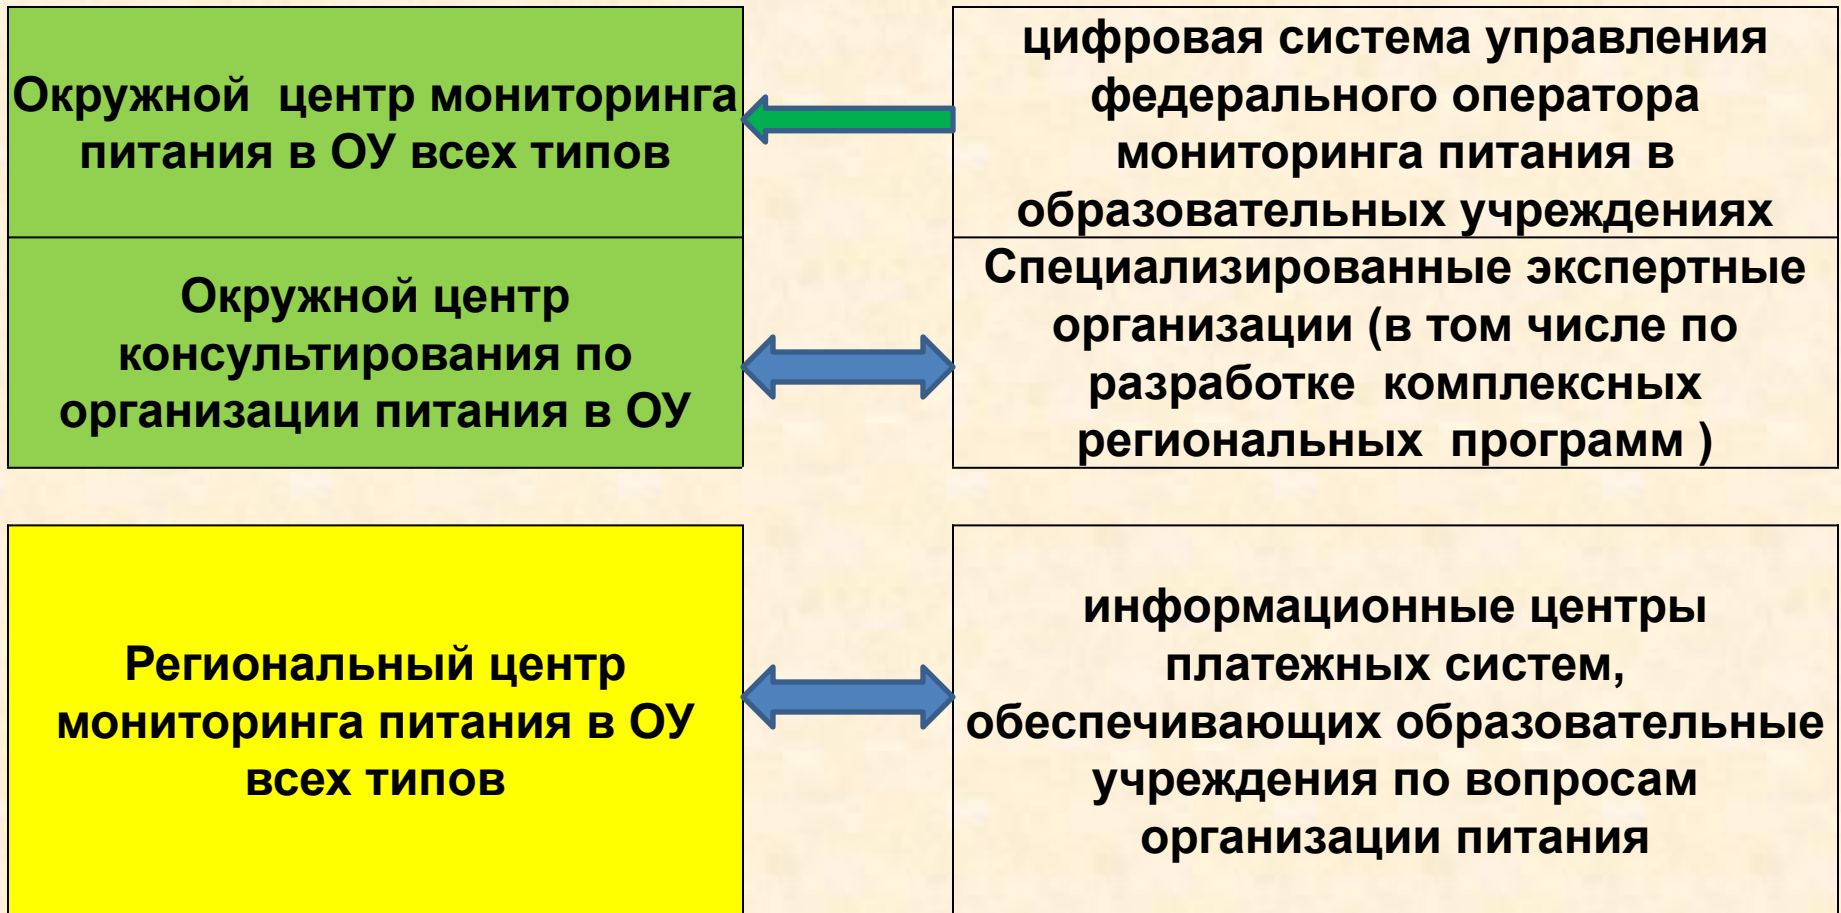 Окружной центр мониторинга
питания в ОУ всех типов
цифровая система управления
федерального оператора
мониторинга питания в
образовательных учреждениях
Окружной центр
консультирования по
организации питания в ОУ
Специализированные экспертные
организации (в том числе по
разработке комплексных
региональных программ )
Региональный центр
мониторинга питания в ОУ
всех типов
информационные центры
платежных систем,
обеспечивающих образовательные
учреждения по вопросам
организации питания